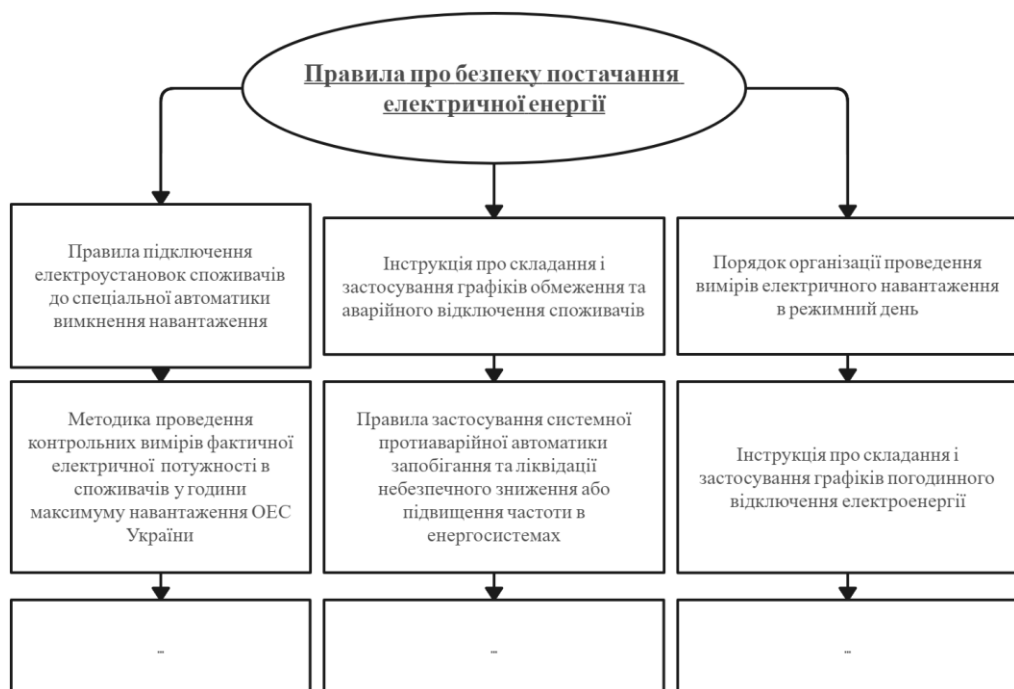 Правила про безпеку постачання
електричної енергії
Правила підключення
електроустановок споживачів
до спеціальної автоматики
вимкнення навантаження
Інструкція про складання і
застосування графіків обмеження та
аварійного відключення споживачів
Порядок організації проведення
вимірів електричного навантаження
в режимний день
Методика проведення
контрольних вимірів фактичної
електричної потужності в
споживачів у години
максимуму навантаження ОЕС
України
Правила застосування системної
протиаварійної автоматики
запобігання та ліквідації
небезпечного зниження або
підвищення частоти в
енергосистемах
Інструкція про складання і
застосування графіків погодинного
відключення електроенергії
...
...
...